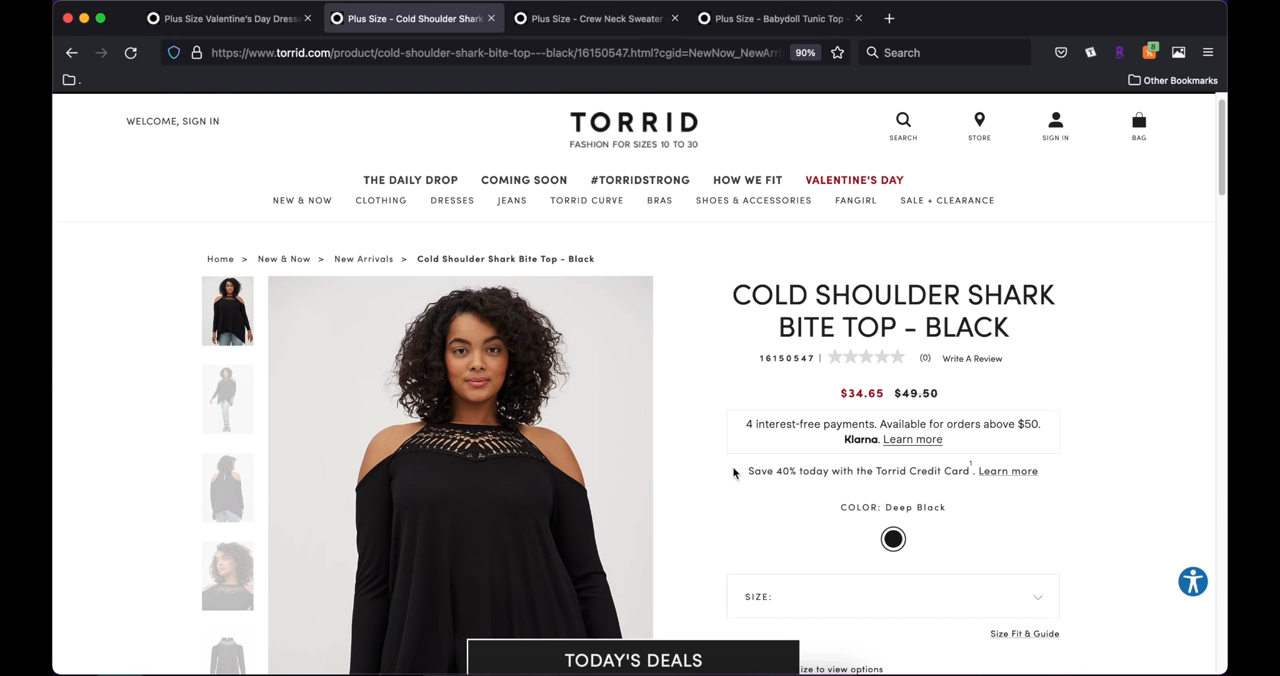 Plus Size Valentine's Day Dress
Plus Size - Cold Shoulder Shark
Plus Size - Crew Neck Sweater -
Plus Size - Babydoll Tunic Top -
https://www.torrid.com/product/cold-shoulder-shark-bite-top---black/16150547.html?cgid=NewNow_NewArri
90%
Search
8
.
Other Bookmarks
WELCOME, SIGN IN
TORRID
FASHION FOR SIZES 10 TO 30
SEARCH
STORE
SIGN IN
BAG
THE DAILY DROP COMING SOON #TORRIDSTRONG HOW WE FIT VALENTINE'S DAY
NEW & NOW CLOTHING DRESSES JEANS TORRID CURVE BRAS SHOES & ACCESSORIES FANGIRL SALE + CLEARANCE
Home > New & Now > New Arrivals > Cold Shoulder Shark Bite Top - Black
COLD SHOULDER SHARK
BITE TOP - BLACK
16150547 | (0) Write A Review
$34.65 $49.50
4 interest-free payments. Available for orders above $50.
Klarna. Learn more
Save 40% today with the Torrid Credit Card¹. Learn more
COLOR: Deep Black
SIZE:
Size Fit & Guide
ize to view options
TODAY'S DEALS